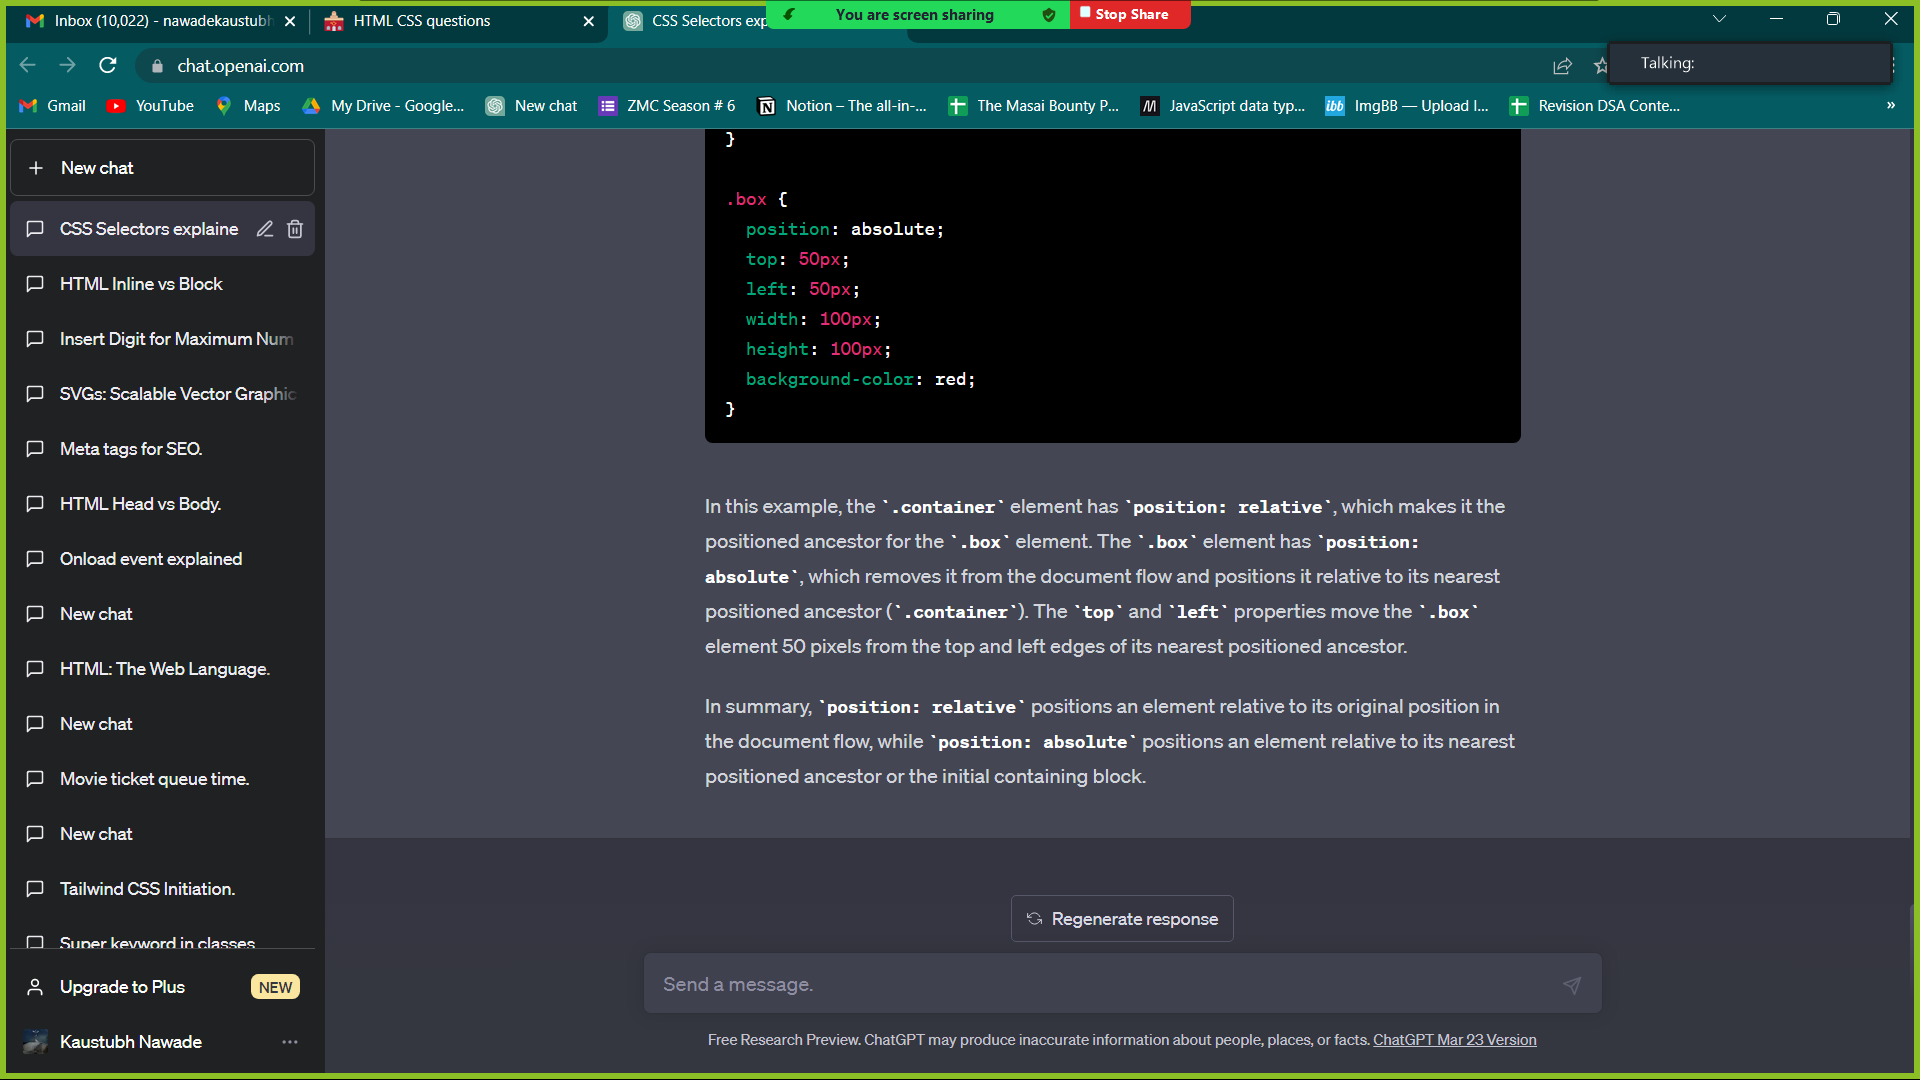 Inbox (10,022) - nawadekaustubh
HTML CSS questions
CSS Selectors exp
You are screen sharing
Stop Share
chat.openai.com
Talking:
Gmail
YouTube
Maps
My Drive - Google...
New chat
ZMC Season # 6
Notion – The all-in-...
The Masai Bounty P...
JavaScript data typ...
ibb
ImgBB — Upload I...
Revision DSA Conte...
»
+ New chat
CSS Selectors explaine
HTML Inline vs Block
Insert Digit for Maximum Num
SVGs: Scalable Vector Graphic
Meta tags for SEO.
HTML Head vs Body.
Onload event explained
New chat
HTML: The Web Language.
New chat
Movie ticket queue time.
New chat
Tailwind CSS Initiation.
Super keyword in classes
Upgrade to Plus
NEW
Kaustubh Nawade
}
.box {
position: absolute;
top: 50px;
left: 50px;
width: 100px;
height: 100px;
background-color: red;
}
In this example, the `.container` element has `position: relative`, which makes it the
positioned ancestor for the `.box` element. The `.box` element has `position:
absolute`, which removes it from the document flow and positions it relative to its nearest
positioned ancestor (`.container`). The `top` and `left` properties move the `.box`
element 50 pixels from the top and left edges of its nearest positioned ancestor.
In summary, `position: relative` positions an element relative to its original position in
the document flow, while `position: absolute` positions an element relative to its nearest
positioned ancestor or the initial containing block.
Regenerate response
Send a message.
Free Research Preview. ChatGPT may produce inaccurate information about people, places, or facts. ChatGPT Mar 23 Version